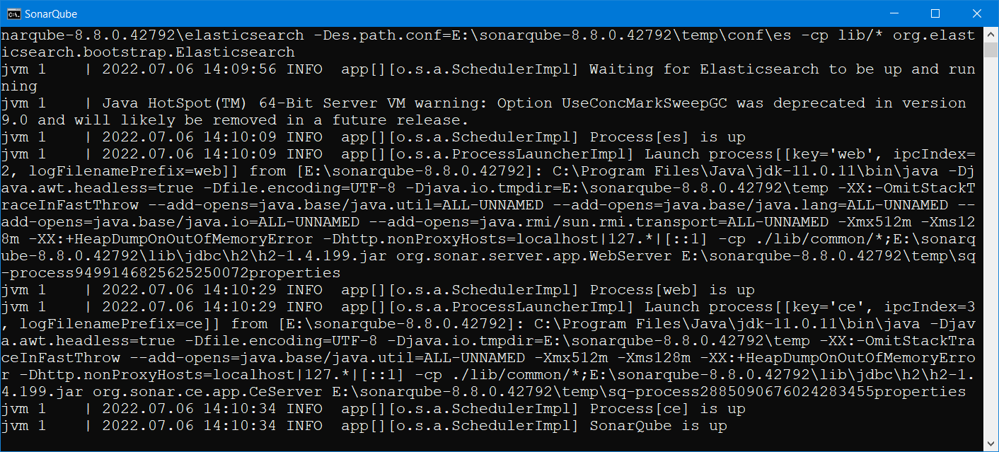 SonarQube
narqube-8.8.0.42792\elasticsearch -Des.path.conf=E:\sonarqube-8.8.0.42792\temp\conf\es -cp lib/* org.elast
icsearch.bootstrap.Elasticsearch
jvm 1    | 2022.07.06 14:09:56 INFO  app[][o.s.a.SchedulerImpl] Waiting for Elasticsearch to be up and run
ning
jvm 1    | Java HotSpot(TM) 64-Bit Server VM warning: Option UseConcMarkSweepGC was deprecated in version
9.0 and will likely be removed in a future release.
jvm 1    | 2022.07.06 14:10:09 INFO  app[][o.s.a.SchedulerImpl] Process[es] is up
jvm 1    | 2022.07.06 14:10:09 INFO  app[][o.s.a.ProcessLauncherImpl] Launch process[[key='web', ipcIndex=
2, logFilenamePrefix=web]] from [E:\sonarqube-8.8.0.42792]: C:\Program Files\Java\jdk-11.0.11\bin\java -Dj
ava.awt.headless=true -Dfile.encoding=UTF-8 -Djava.io.tmpdir=E:\sonarqube-8.8.0.42792\temp -XX:-OmitStackT
raceInFastThrow --add-opens=java.base/java.util=ALL-UNNAMED --add-opens=java.base/java.lang=ALL-UNNAMED --
add-opens=java.base/java.io=ALL-UNNAMED --add-opens=java.rmi/sun.rmi.transport=ALL-UNNAMED -Xmx512m -Xms12
8m -XX:+HeapDumpOnOutOfMemoryError -Dhttp.nonProxyHosts=localhost|127.*|[::1] -cp ./lib/common/*;E:\sonarq
ube-8.8.0.42792\lib\jdbc\h2\h2-1.4.199.jar org.sonar.server.app.WebServer E:\sonarqube-8.8.0.42792\temp\sq
-process9499146825625250072properties
jvm 1    | 2022.07.06 14:10:29 INFO  app[][o.s.a.SchedulerImpl] Process[web] is up
jvm 1    | 2022.07.06 14:10:29 INFO  app[][o.s.a.ProcessLauncherImpl] Launch process[[key='ce', ipcIndex=3
, logFilenamePrefix=ce]] from [E:\sonarqube-8.8.0.42792]: C:\Program Files\Java\jdk-11.0.11\bin\java -Djav
a.awt.headless=true -Dfile.encoding=UTF-8 -Djava.io.tmpdir=E:\sonarqube-8.8.0.42792\temp -XX:-OmitStackTra
ceInFastThrow --add-opens=java.base/java.util=ALL-UNNAMED -Xmx512m -Xms128m -XX:+HeapDumpOnOutOfMemoryErro
r -Dhttp.nonProxyHosts=localhost|127.*|[::1] -cp ./lib/common/*;E:\sonarqube-8.8.0.42792\lib\jdbc\h2\h2-1.
4.199.jar org.sonar.ce.app.CeServer E:\sonarqube-8.8.0.42792\temp\sq-process2885090676024283455properties
jvm 1    | 2022.07.06 14:10:34 INFO  app[][o.s.a.SchedulerImpl] Process[ce] is up
jvm 1    | 2022.07.06 14:10:34 INFO  app[][o.s.a.SchedulerImpl] SonarQube is up